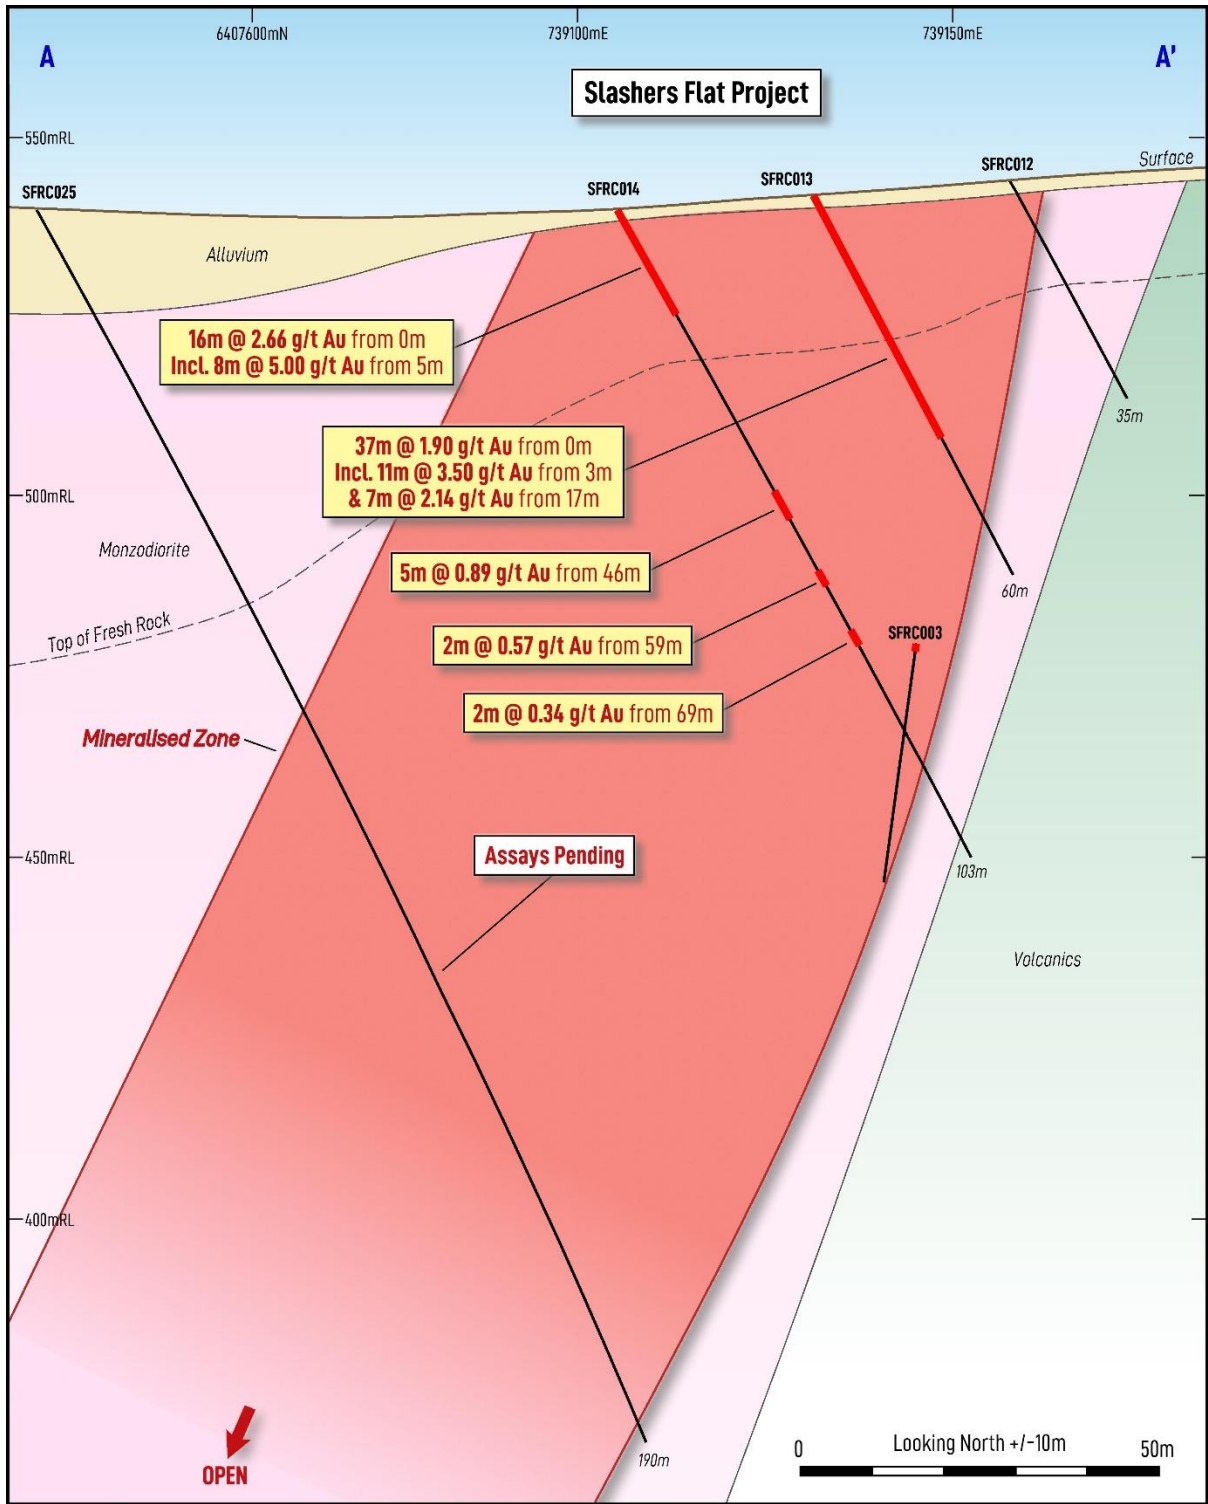 6407600mN
739100mE
739150mE
A
A'
Slashers Flat Project
550mRL
Surface
SFRC025
SFRC014
SFRC013
SFRC012
Alluvium
16m @ 2.66 g/t Au from 0m
Incl. 8m @ 5.00 g/t Au from 5m
35m
37m @ 1.90 g/t Au from 0m
Incl. 11m @ 3.50 g/t Au from 3m
& 7m @ 2.14 g/t Au from 17m
500mRL
Monzodiorite
5m @ 0.89 g/t Au from 46m
60m
Top of Fresh Rock
2m @ 0.57 g/t Au from 59m
SFRC003
2m @ 0.34 g/t Au from 69m
Mineralised Zone
Assays Pending
450mRL
103m
Volcanics
400mRL
OPEN
190m
0
Looking North +/-10m
50m